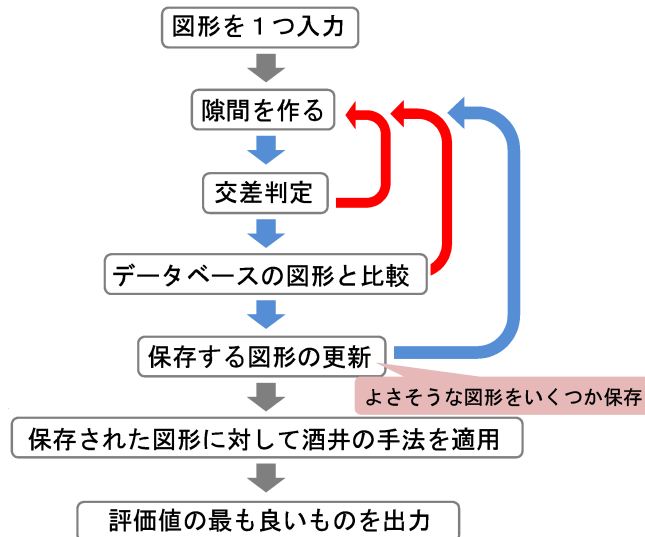 図形を１つ入力
隙間を作る
交差判定
データベースの図形と比較
保存する図形の更新
よさそうな図形をいくつか保存
保存された図形に対して酒井の手法を適用
評価値の最も良いものを出力